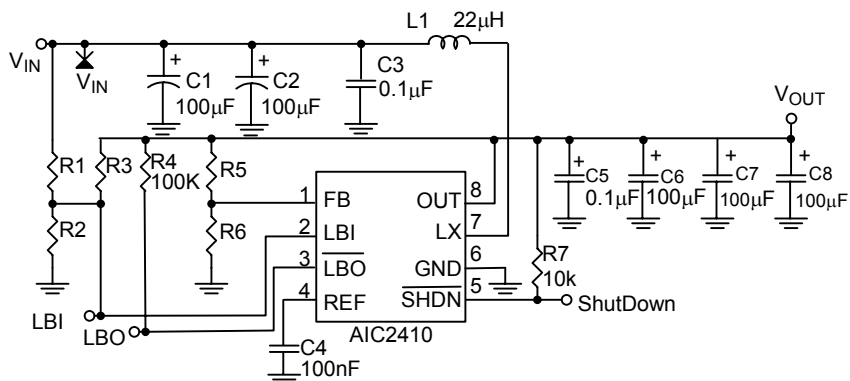 L1
22μH
VIN
VIN
+
C1
100μF
+
C2
100μF
C3
0.1μF
VOUT
R1
R3
R4
100K
R5
R2
R6
1
FB
2
LBI
3
LBO
4
REF
OUT
8
LX
7
GND
6
SHDN
5
AIC2410
+
C5
0.1μF
+
C6
100μF
+
C7
100μF
+
C8
100μF
R7
10k
ShutDown
LBI
LBO
C4
100nF